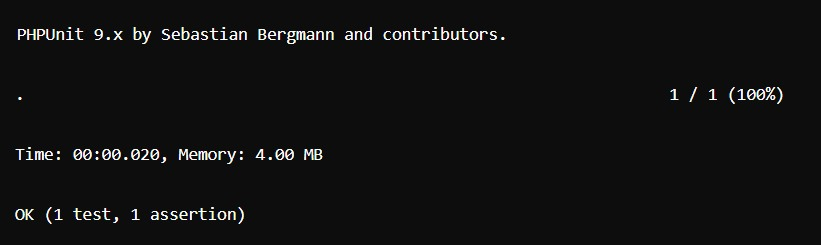 PHPUnit 9.x by Sebastian Bergmann and contributors.
. 1 / 1 (100%)
Time: 00:00.020, Memory: 4.00 MB
OK (1 test, 1 assertion)